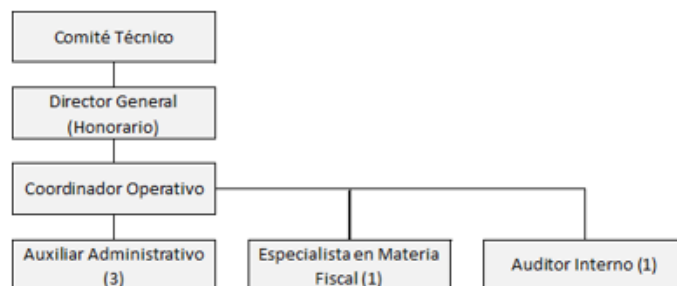 Comité Técnico
Director General
(Honorario)
Coordinador Operativo
Auxiliar Administrativo
(3)
Especialista en Materia
Fiscal (1)
Auditor Interno (1)